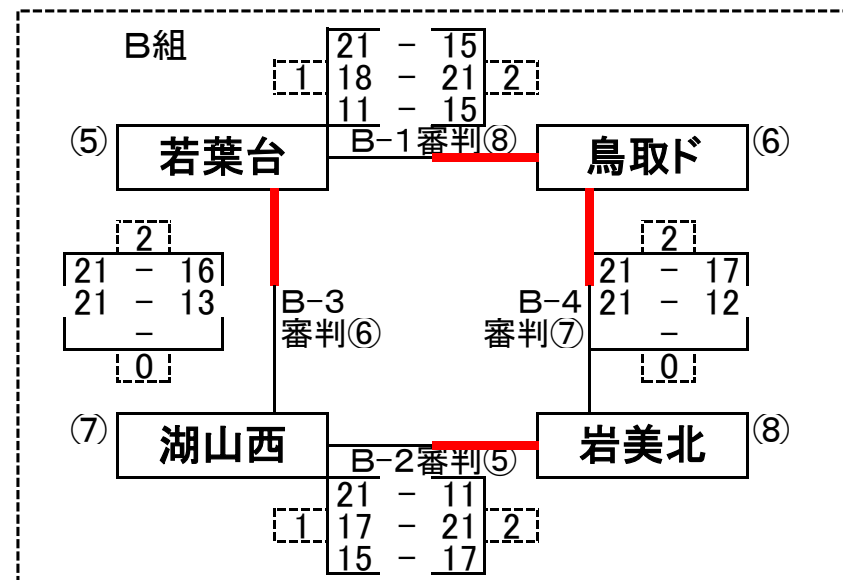 B組
21 - 15
1 18 - 21 2
11 - 15
(5) 若葉台 B-1審判⑧ 鳥取ド (6)
2
21 - 16
21 - 13
-
0
B-3
審判⑥
B-4
審判⑦
2
21 - 17
21 - 12
-
0
(7) 湖山西 B-2審判⑤ 岩美北 (8)
21 - 11
1 17 - 21 2
15 - 17